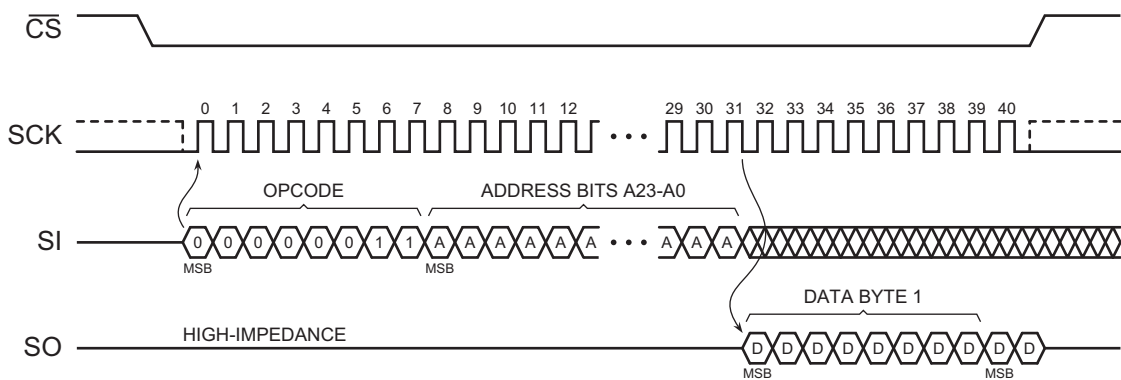 CS
SCK
0 1 2 3 4 5 6 7 8 9 10 11 12 29 30 31 32 33 34 35 36 37 38 39 40
• • •
OPCODE
ADDRESS BITS A23-A0
SI
0 0 0 0 0 0 1 1 A A A A A A • • • A A A
MSB MSB
DATA BYTE 1
SO
HIGH-IMPEDANCE
D D D D D D D D D D
MSB MSB